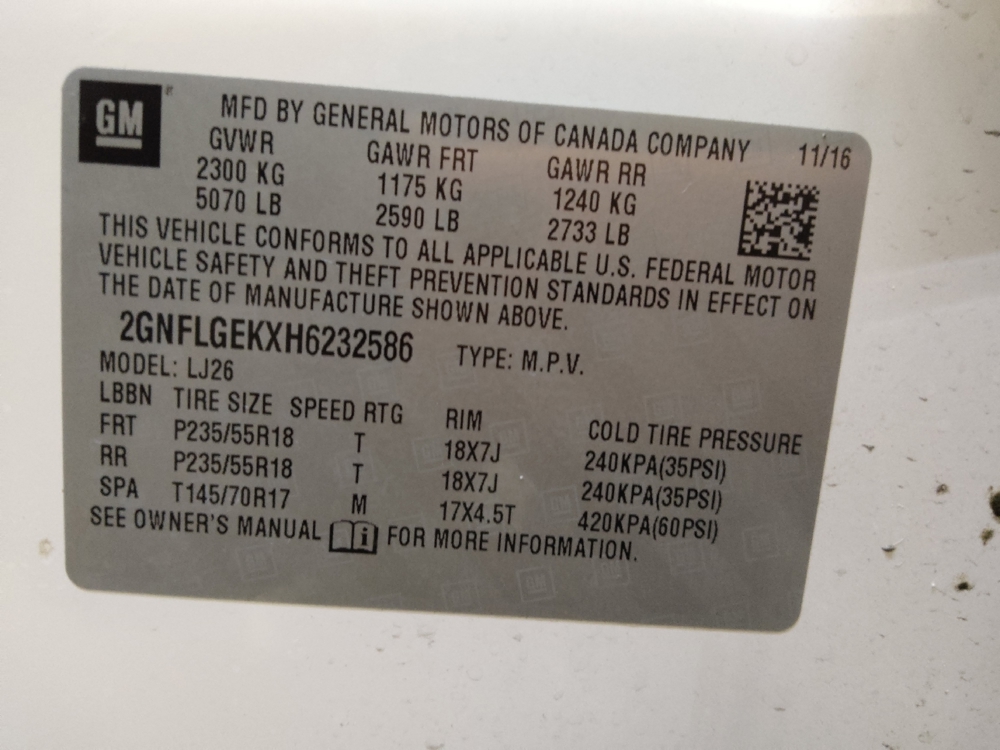 GM
MFD BY GENERAL MOTORS OF CANADA COMPANY 11/16
GVWR GAWR FRT GAWR RR
2300 KG 1175 KG 1240 KG
5070 LB 2590 LB 2733 LB
THIS VEHICLE CONFORMS TO ALL APPLICABLE U.S. FEDERAL MOTOR
VEHICLE SAFETY AND THEFT PREVENTION STANDARDS IN EFFECT ON
THE DATE OF MANUFACTURE SHOWN ABOVE.
2GNFLGEKXH6232586 TYPE: M.P.V.
MODEL: LJ26
LBBN TIRE SIZE SPEED RTG RIM COLD TIRE PRESSURE
FRT P235/55R18 T 18X7J 240KPA(35PSI)
RR P235/55R18 T 18X7J 240KPA(35PSI)
SPA T145/70R17 M 17X4.5T 420KPA(60PSI)
SEE OWNER'S MANUAL i FOR MORE INFORMATION.